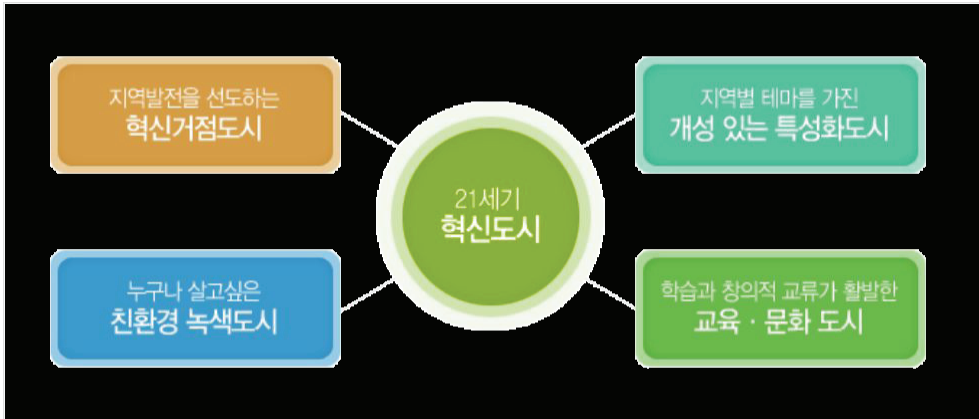 지역발전을 선도하는
혁신거점도시
지역별 테마를 가진
개성 있는 특성화도시
21세기
혁신도시
누구나 살고싶은
친환경 녹색도시
학습과 창의적 교류가 활발한
교육 · 문화 도시